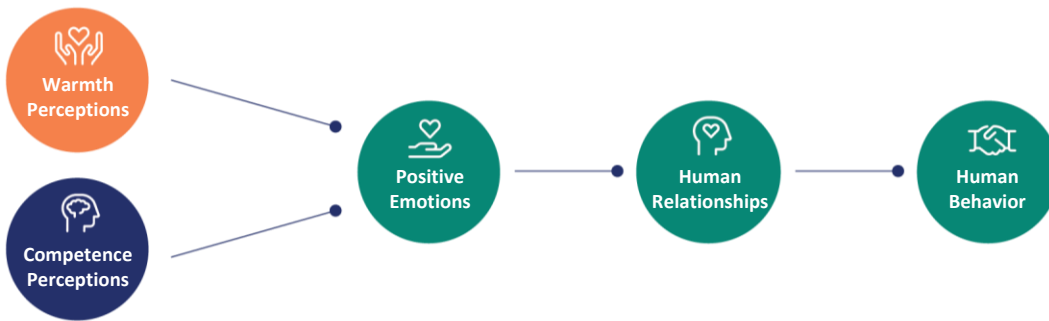 Warmth
Perceptions
Competence
Perceptions
Positive
Emotions
Human
Relationships
Human
Behavior